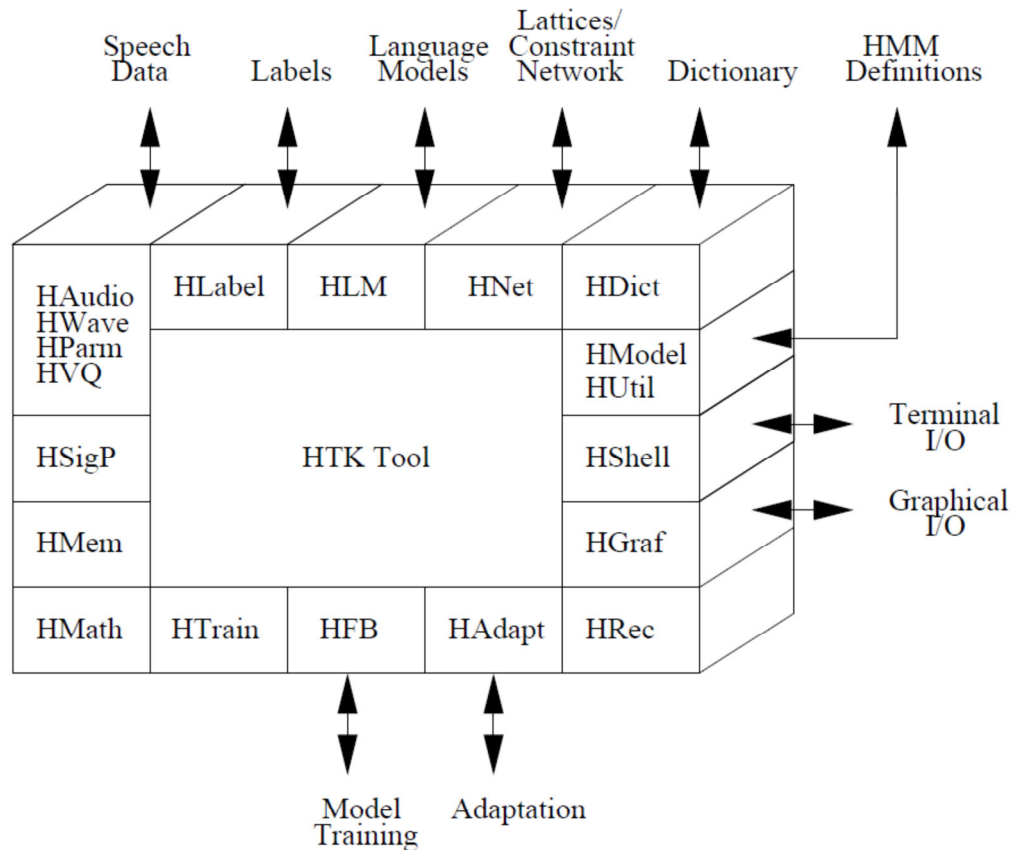 Speech
Data
Labels
Language
Models
Lattices/
Constraint
Network
Dictionary
HMM
Definitions
HAudio
HWave
HParm
HVQ
HLabel
HLM
HNet
HDict
HModel
HUtil
HSigP
HTK Tool
HShell
Terminal
I/O
HMem
HGraf
Graphical
I/O
HMath
HTrain
HFB
HAdapt
HRec
Model
Training
Adaptation